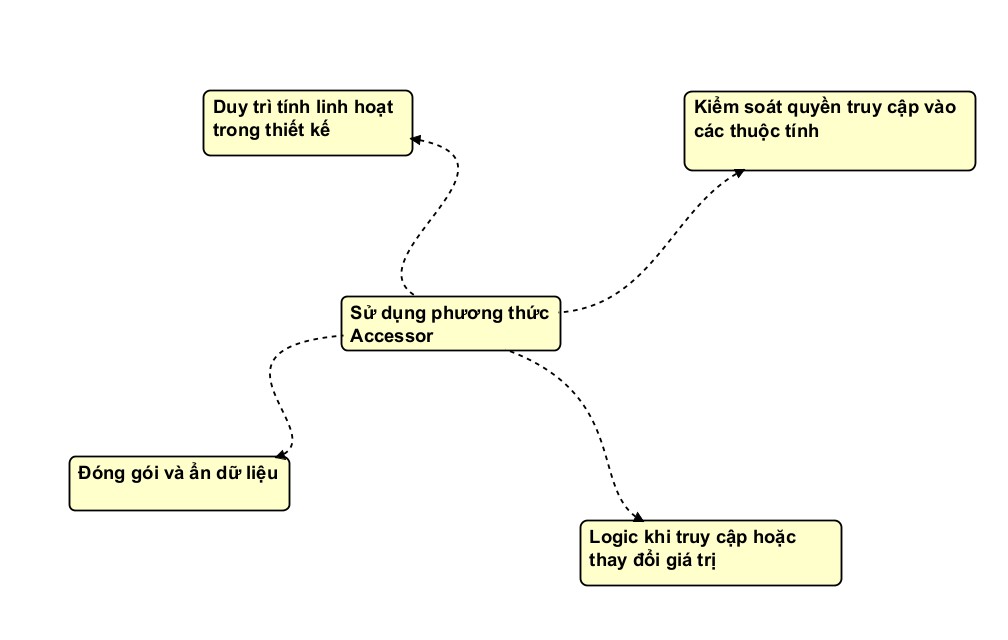 Duy trì tính linh hoạt
trong thiết kế
Kiểm soát quyền truy cập vào
các thuộc tính
Sử dụng phương thức
Accessor
Đóng gói và ẩn dữ liệu
Logic khi truy cập hoặc
thay đổi giá trị